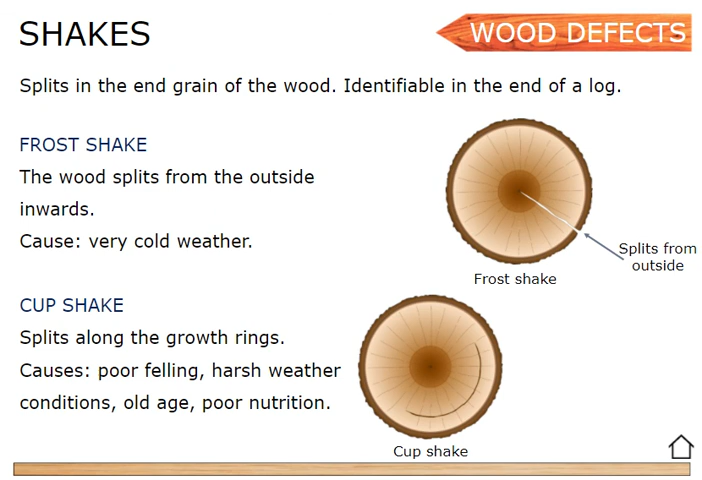 SHAKES
WOOD DEFECTS
Splits in the end grain of the wood. Identifiable in the end of a log.
FROST SHAKE
The wood splits from the outside
inwards.
Cause: very cold weather.
Splits from
outside
Frost shake
CUP SHAKE
Splits along the growth rings.
Causes: poor felling, harsh weather
conditions, old age, poor nutrition.
Cup shake